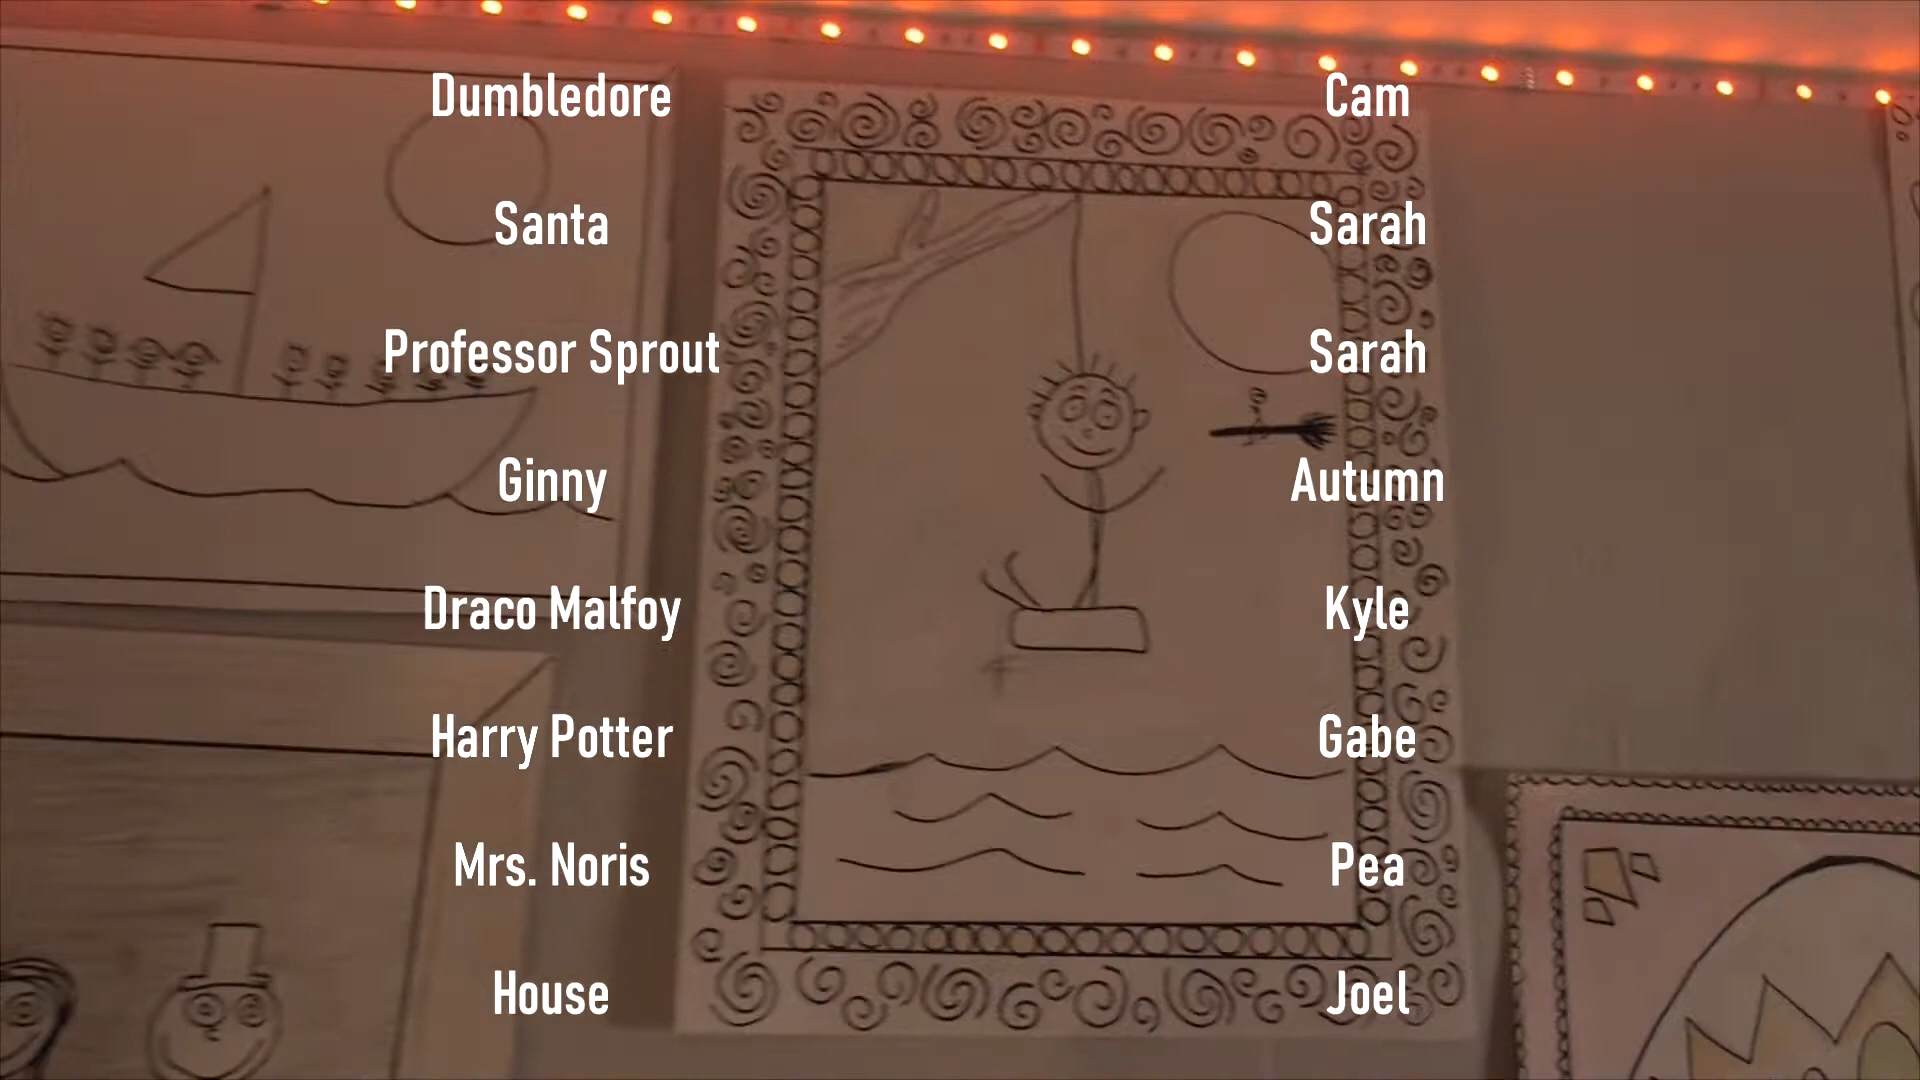 Dumbledore Cam
Santa Sarah
Professor Sprout Sarah
Ginny Autumn
Draco Malfoy Kyle
Harry Potter Gabe
Mrs. Noris Pea
House Joel